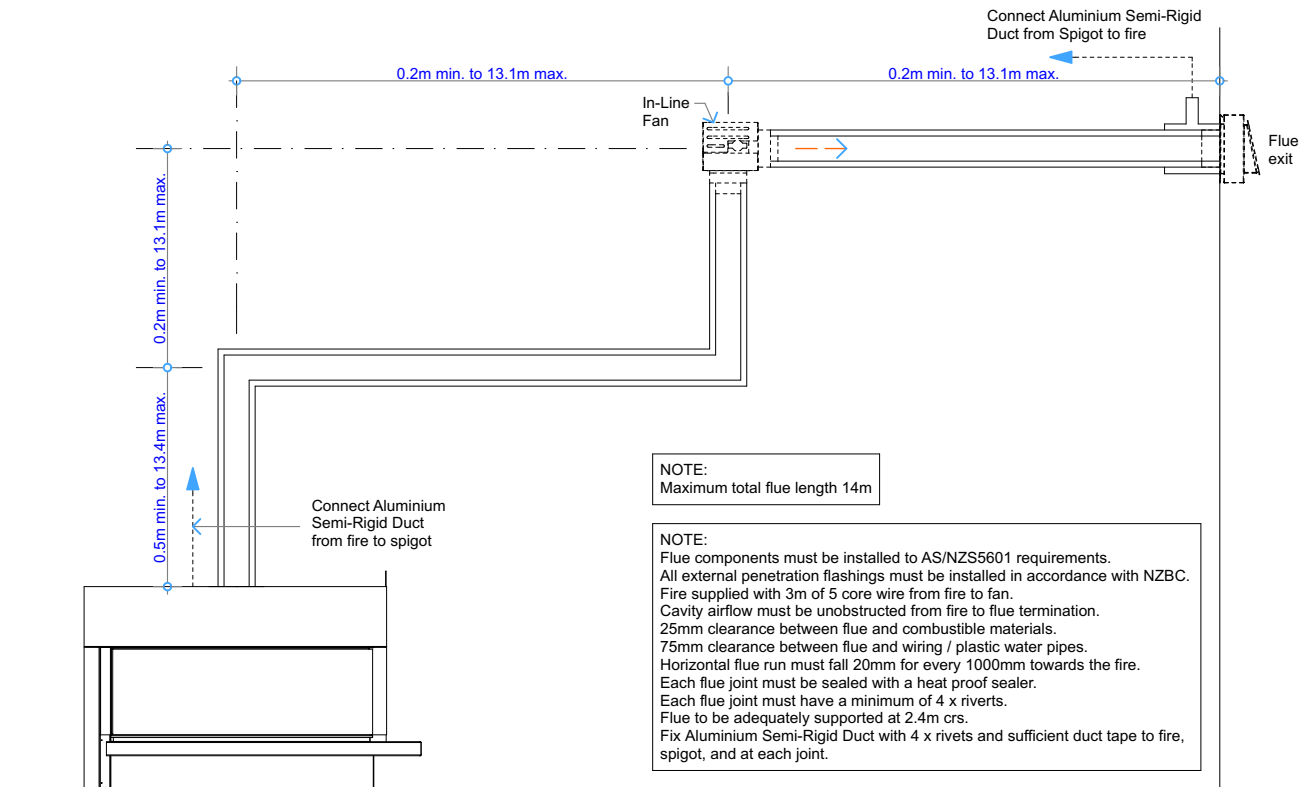 Connect Aluminium Semi-Rigid
Duct from Spigot to fire
0.2m min. to 13.1m max.
0.2m min. to 13.1m max.
In-Line
Fan
Flue
exit
0.2m min. to 13.1m max.
0.5m min. to 13.4m max.
Connect Aluminium
Semi-Rigid Duct
from fire to spigot
NOTE:
Maximum total flue length 14m
NOTE:
Flue components must be installed to AS/NZS5601 requirements.
All external penetration flashings must be installed in accordance with NZBC.
Fire supplied with 3m of 5 core wire from fire to fan.
Cavity airflow must be unobstructed from fire to flue termination.
25mm clearance between flue and combustible materials.
75mm clearance between flue and wiring / plastic water pipes.
Horizontal flue run must fall 20mm for every 1000mm towards the fire.
Each flue joint must be sealed with a heat proof sealer.
Each flue joint must have a minimum of 4 x riverts.
Flue to be adequately supported at 2.4m crs.
Fix Aluminium Semi-Rigid Duct with 4 x rivets and sufficient duct tape to fire,
spigot, and at each joint.